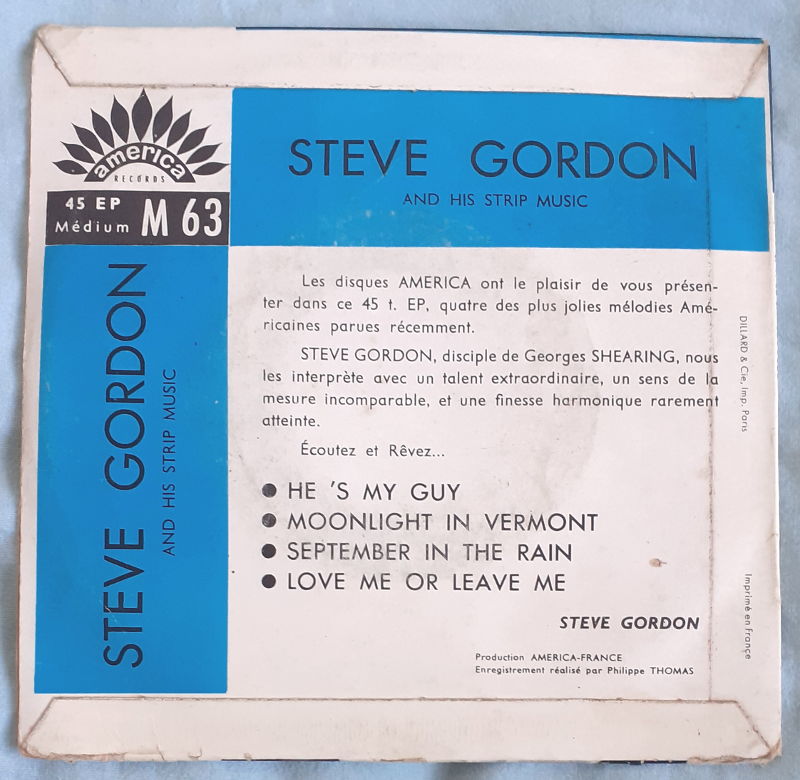 america
RECORDS
45 EP
Médium M 63
STEVE GORDON
AND HIS STRIP MUSIC
STEVE GORDON
AND HIS STRIP MUSIC
Les disques AMERICA ont le plaisir de vous présen-
ter dans ce 45 t. EP, quatre des plus jolies mélodies Amé-
ricaines parues récemment.
STEVE GORDON, disciple de Georges SHEARING, nous
les interprète avec un talent extraordinaire, un sens de la
mesure incomparable, et une finesse harmonique rarement
atteinte.
Écoutez et Rêvez...
● HE 'S MY GUY
● MOONLIGHT IN VERMONT
● SEPTEMBER IN THE RAIN
● LOVE ME OR LEAVE ME
STEVE GORDON
Production AMERICA-FRANCE
Enregistrement réalisé par Philippe THOMAS
DILLARD & Cie, Imp. Paris
Imprimé en France